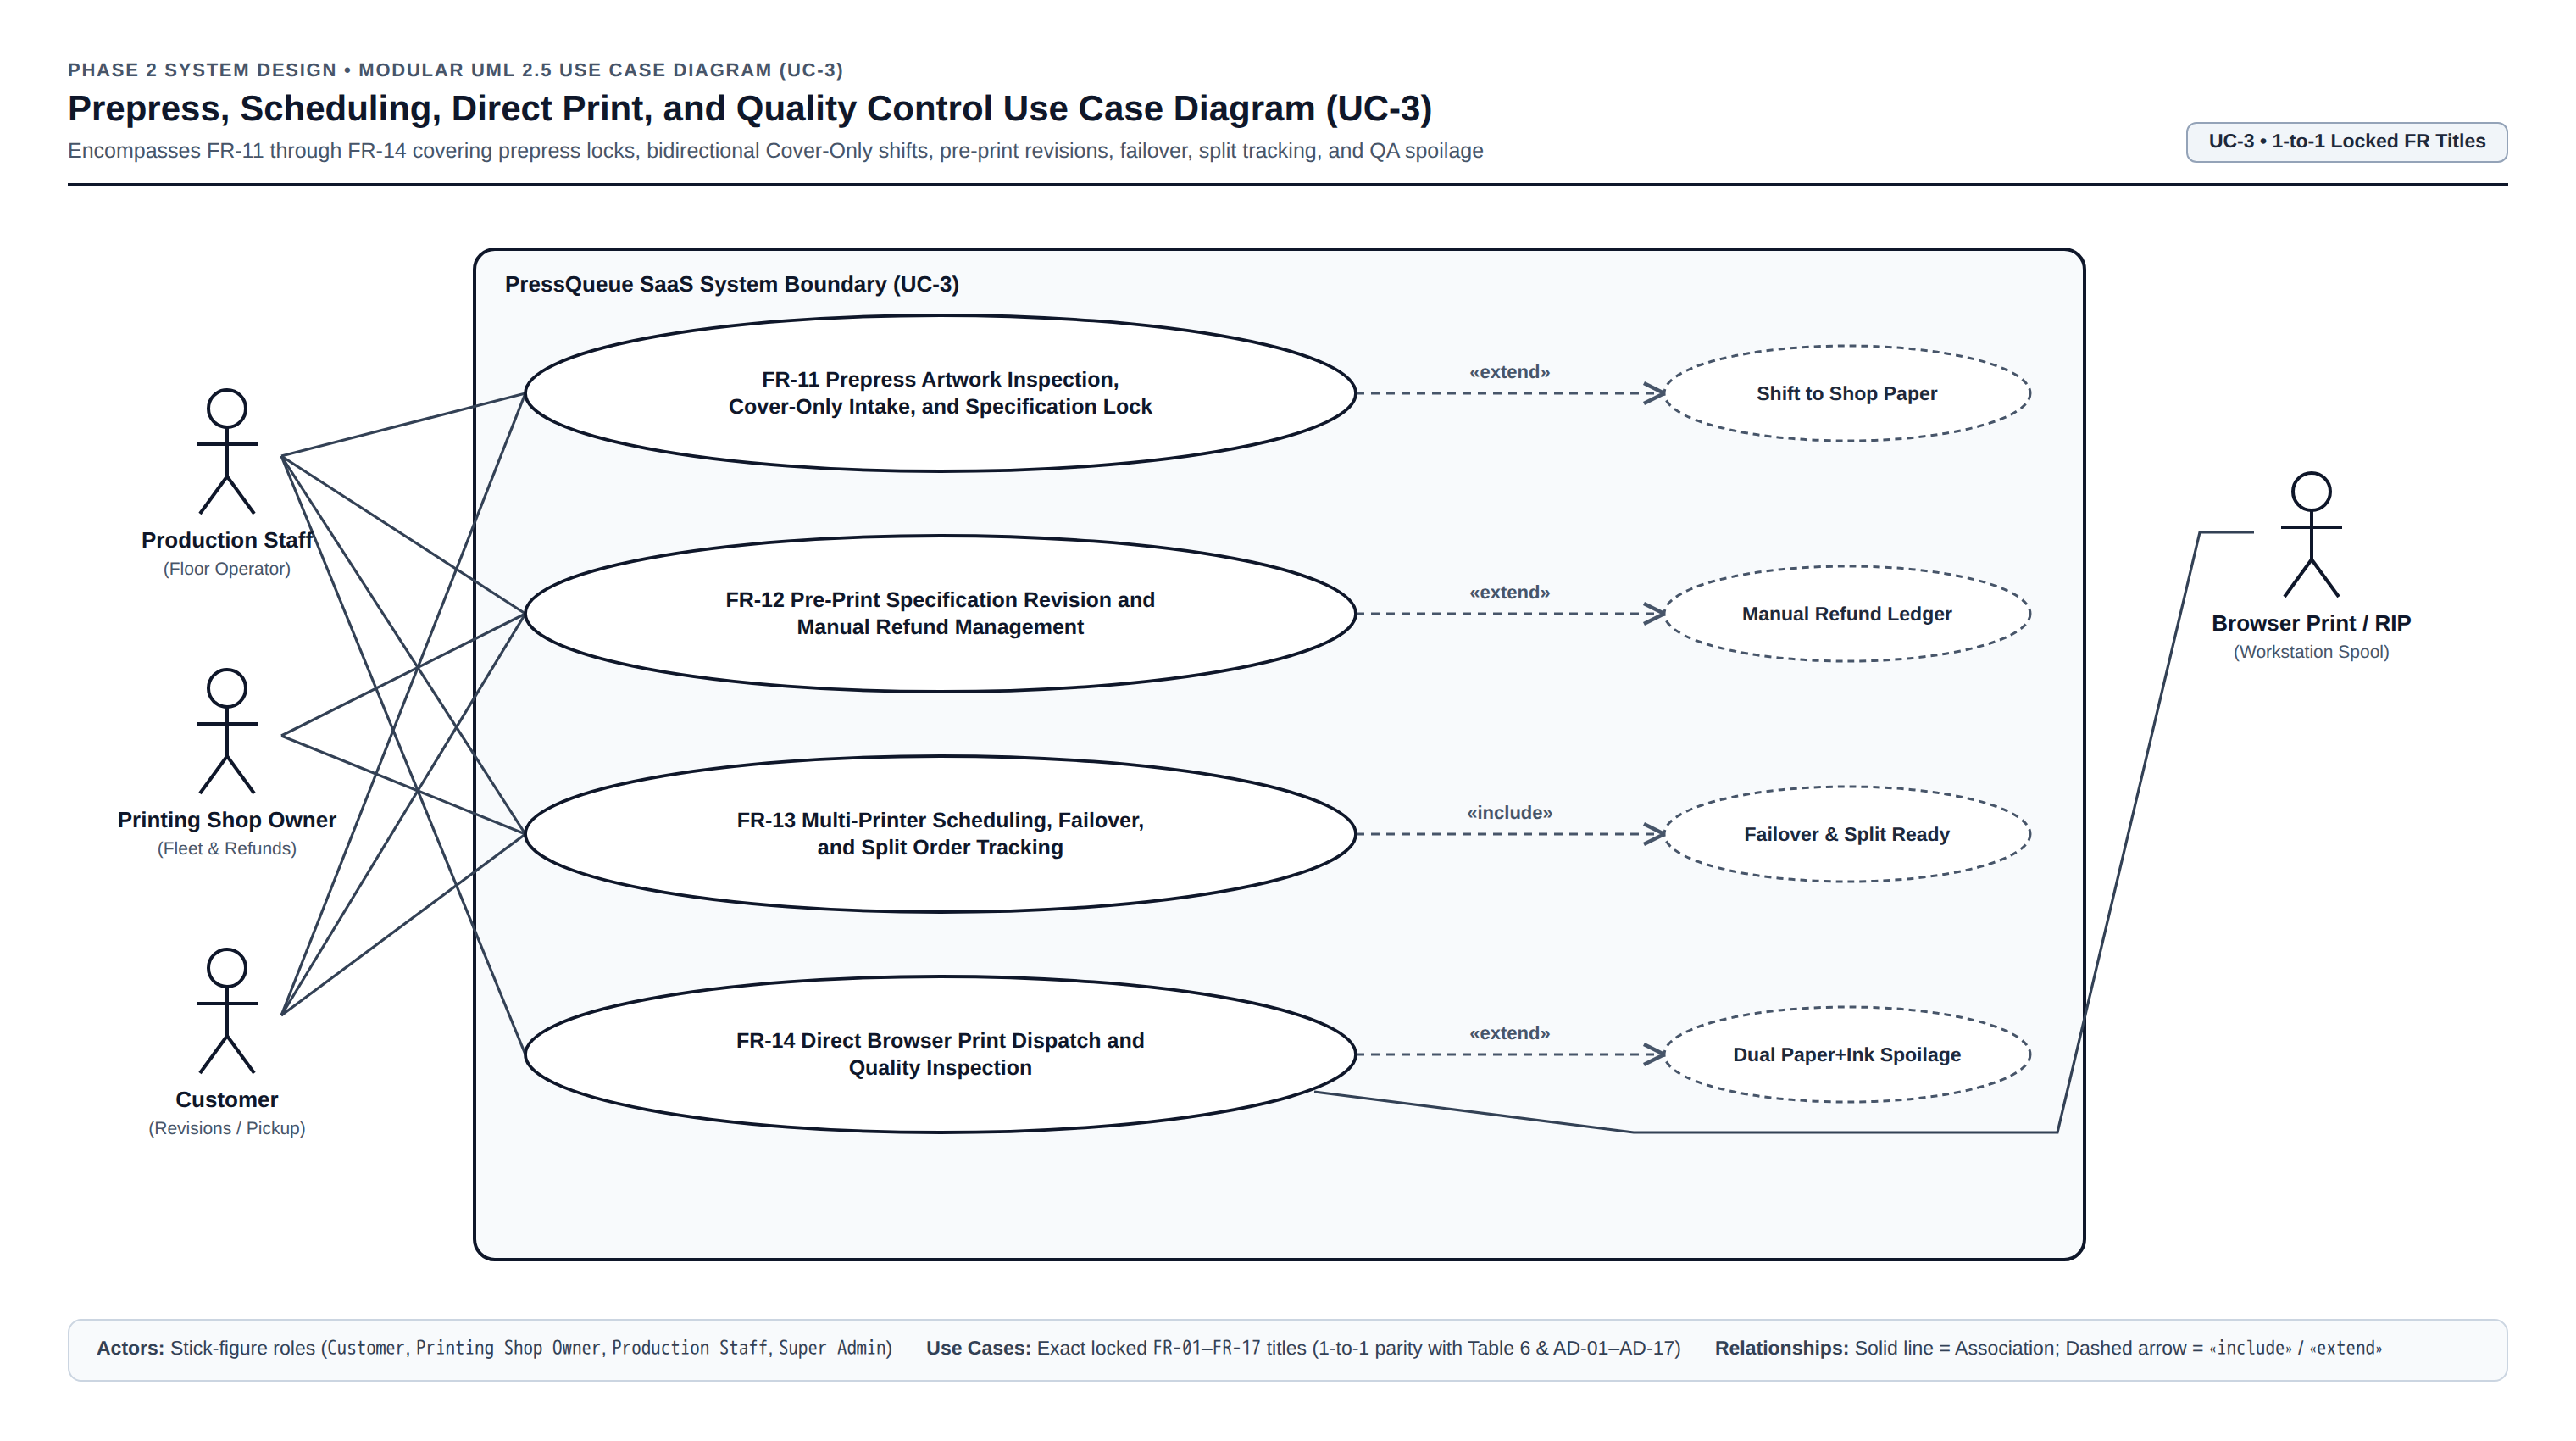 PHASE 2 SYSTEM DESIGN • MODULAR UML 2.5 USE CASE DIAGRAM (UC-3)
Prepress, Scheduling, Direct Print, and Quality Control Use Case Diagram (UC-3)
Encompasses FR-11 through FR-14 covering prepress locks, bidirectional Cover-Only shifts, pre-print revisions, failover, split tracking, and QA spoilage
UC-3 • 1-to-1 Locked FR Titles
PressQueue SaaS System Boundary (UC-3)
FR-11 Prepress Artwork Inspection,
Cover-Only Intake, and Specification Lock
«extend»
Shift to Shop Paper
Production Staff
(Floor Operator)
FR-12 Pre-Print Specification Revision and
Manual Refund Management
«extend»
Manual Refund Ledger
Browser Print / RIP
(Workstation Spool)
Printing Shop Owner
(Fleet & Refunds)
FR-13 Multi-Printer Scheduling, Failover,
and Split Order Tracking
«include»
Failover & Split Ready
FR-14 Direct Browser Print Dispatch and
Quality Inspection
«extend»
Dual Paper+Ink Spoilage
Customer
(Revisions / Pickup)
Actors: Stick-figure roles (Customer, Printing Shop Owner, Production Staff, Super Admin) Use Cases: Exact locked FR-01–FR-17 titles (1-to-1 parity with Table 6 & AD-01–AD-17) Relationships: Solid line = Association; Dashed arrow = «include» / «extend»